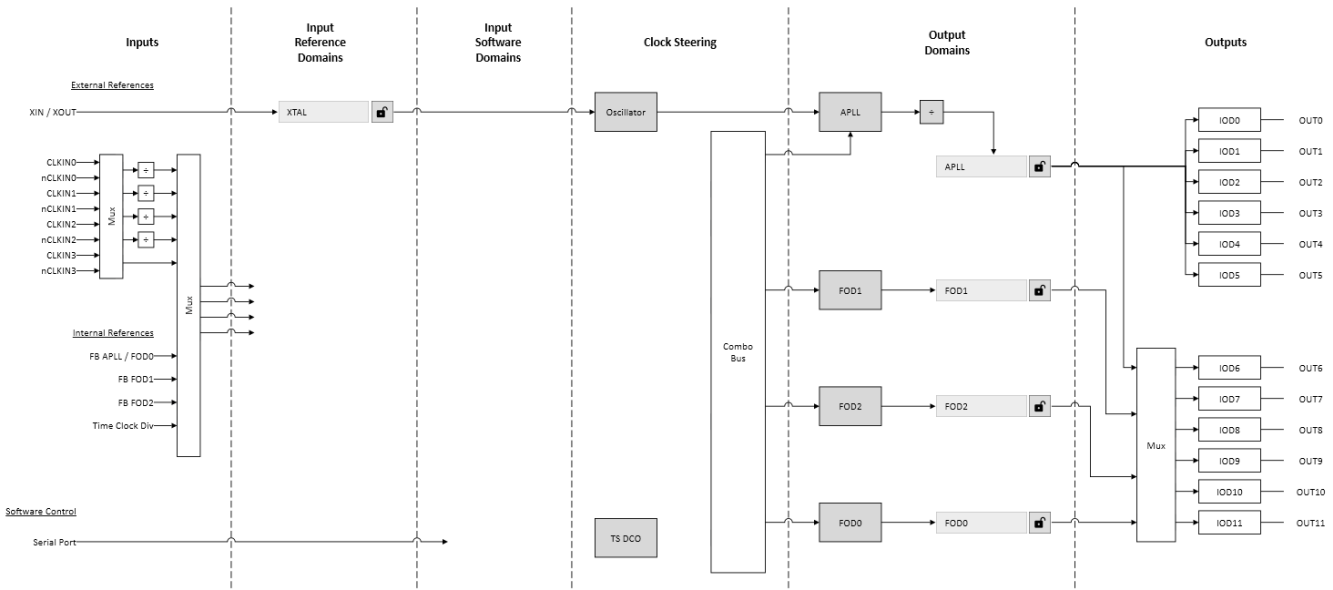 Inputs
Input
Reference
Domains
Input
Software
Domains
Clock Steering
Output
Domains
Outputs
External References
XIN / XOUT
XTAL
Oscillator
APLL
÷
APLL
CLKIN0
nCLKIN0
CLKIN1
nCLKIN1
CLKIN2
nCLKIN2
CLKIN3
nCLKIN3
Mux
÷
÷
÷
÷
Mux
Internal References
FB APLL / FOD0
FB FOD1
FB FOD2
Time Clock Div
Software Control
Serial Port
TS DCO
Combo
Bus
FOD1
FOD1
FOD2
FOD2
FOD0
FOD0
Mux
IOD0 OUT0
IOD1 OUT1
IOD2 OUT2
IOD3 OUT3
IOD4 OUT4
IOD5 OUT5
IOD6 OUT6
IOD7 OUT7
IOD8 OUT8
IOD9 OUT9
IOD10 OUT10
IOD11 OUT11